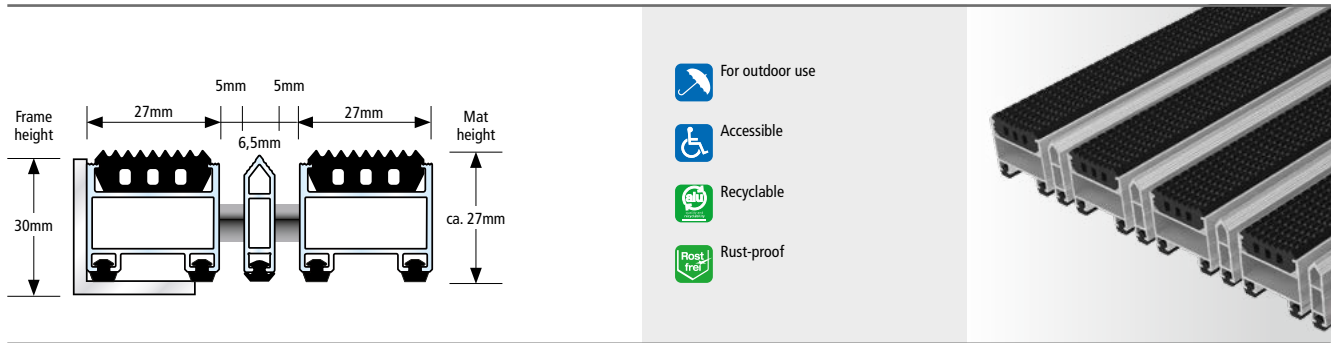 5mm
5mm
Frame
height
27mm
27mm
Mat
height
6,5mm
30mm
ca. 27mm
For outdoor use
Accessible
alu
Recyclable
Rost
frei
Rust-proof